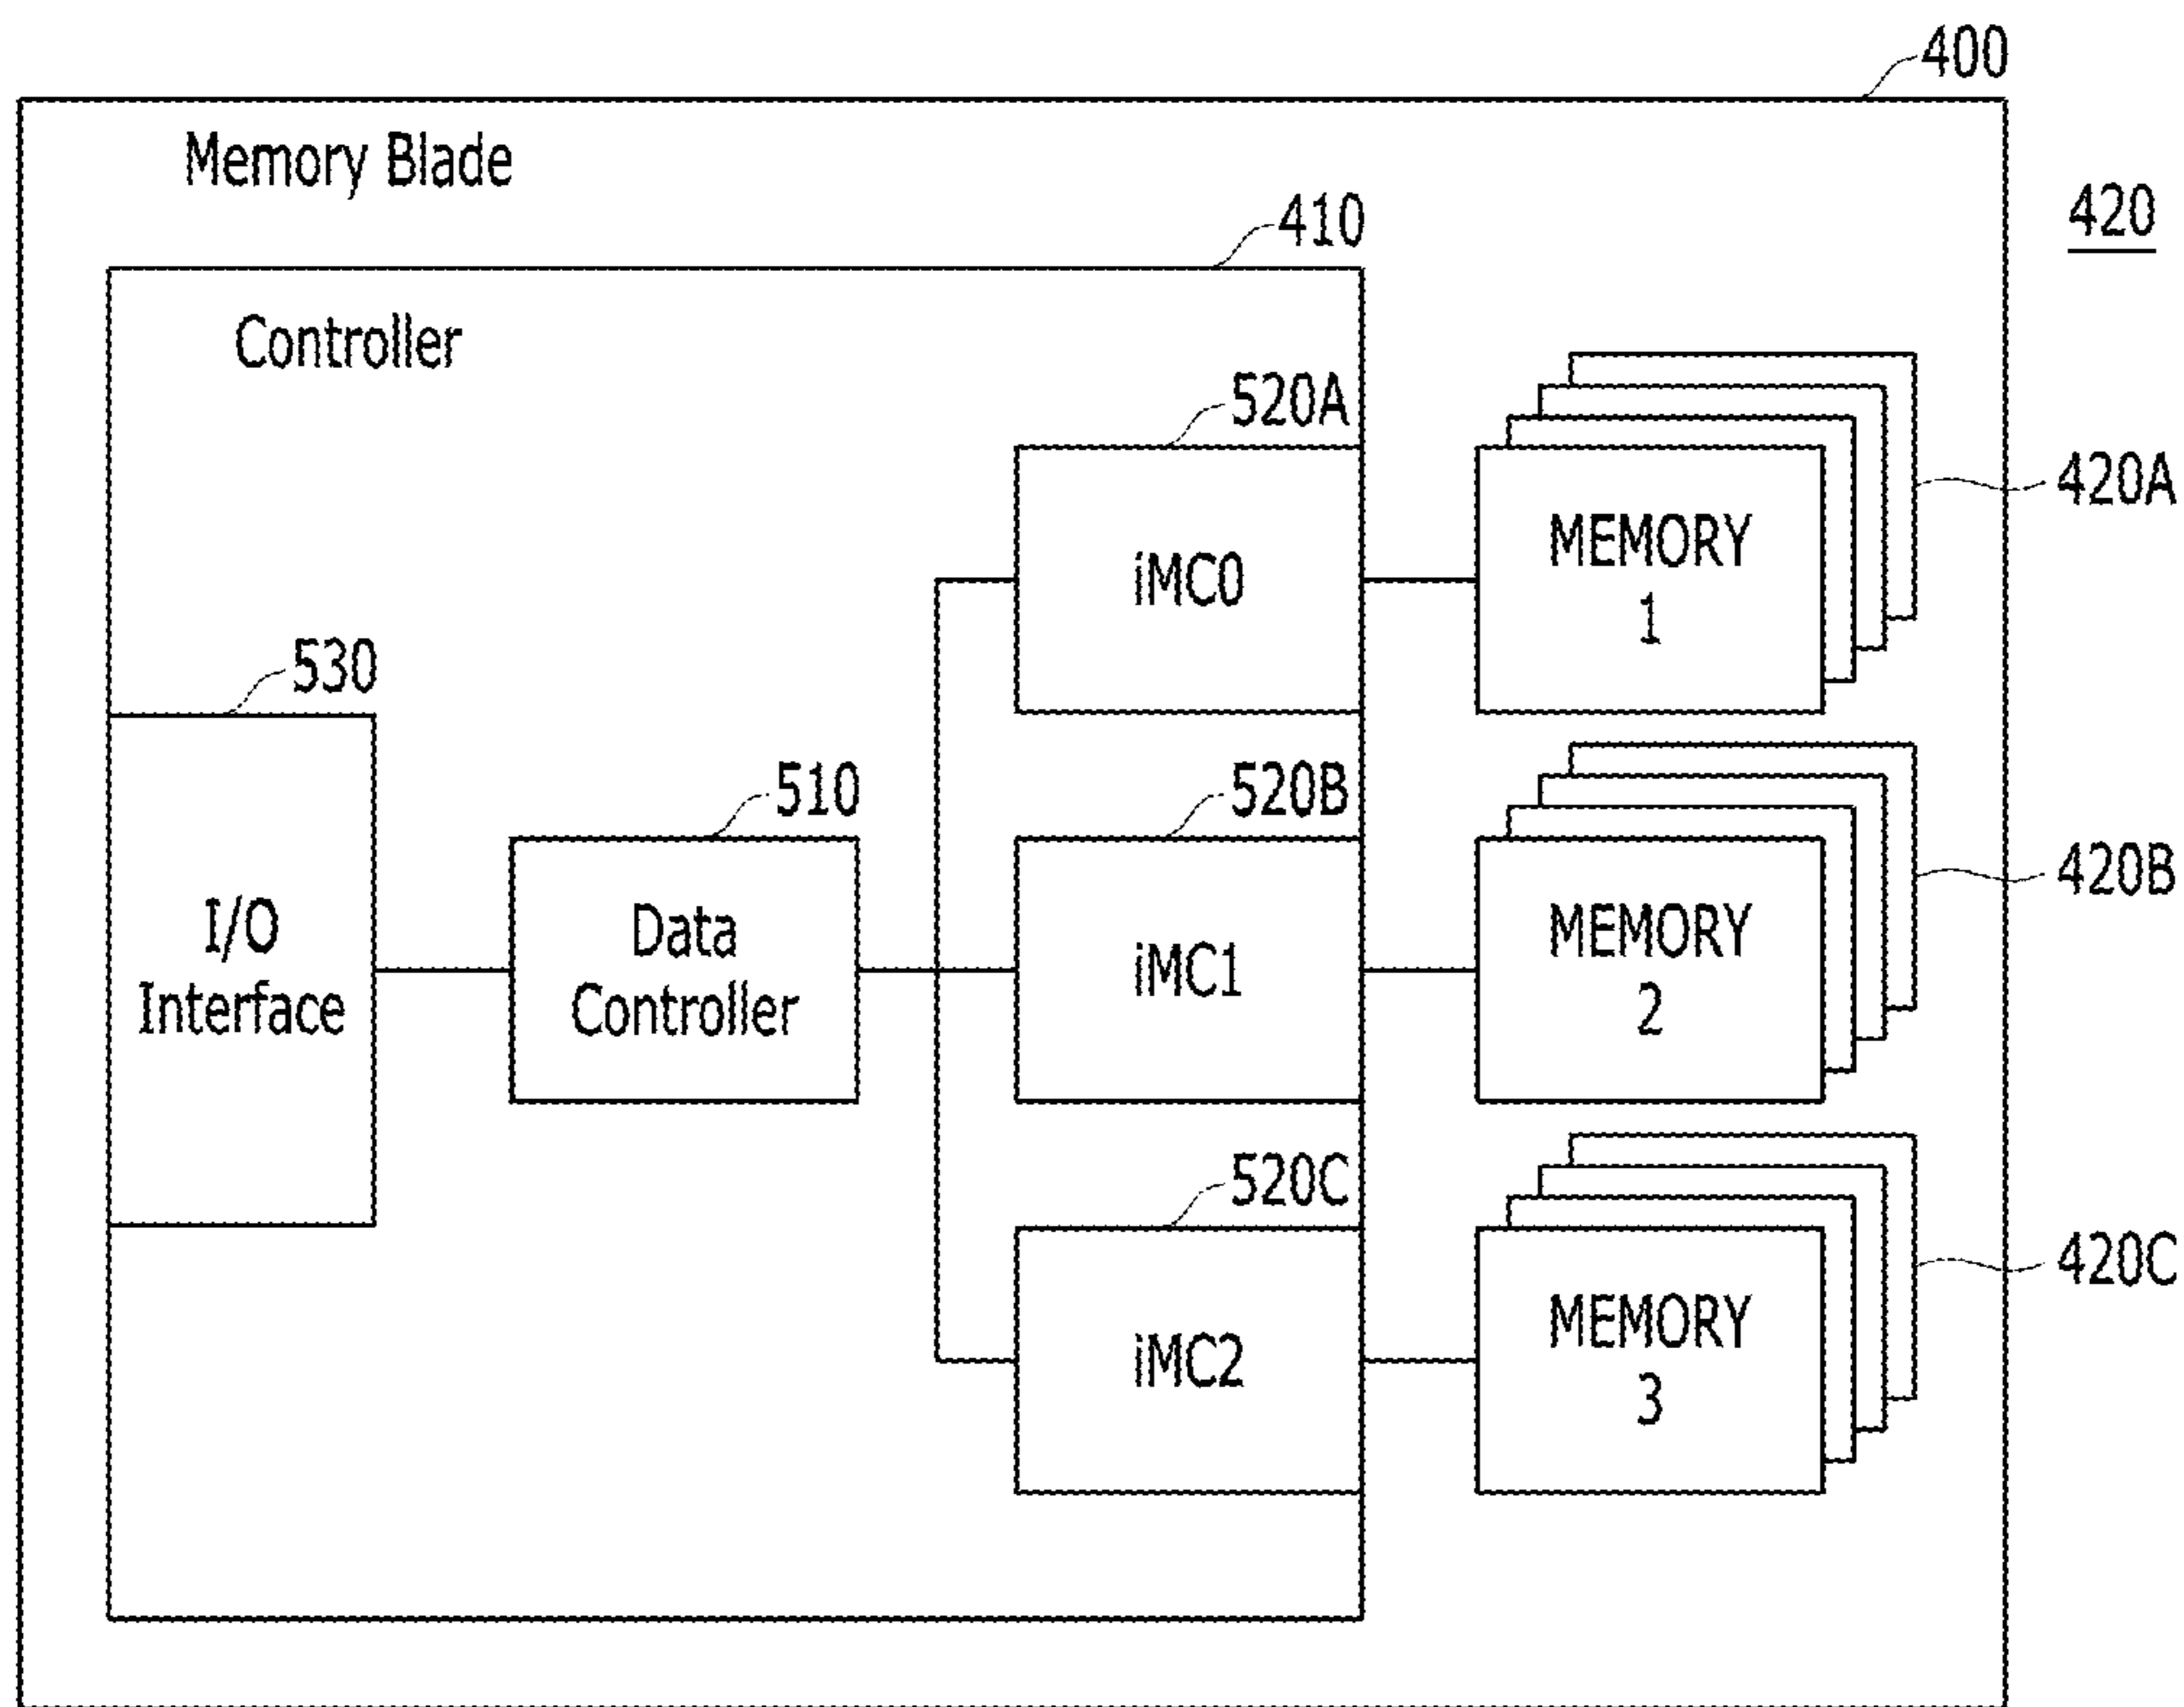 400
Memory Blade
420
410
Controller
520A
iMC0
MEMORY
1
420A
530
I/O
Interface
510
Data
Controller
520B
iMC1
MEMORY
2
420B
520C
iMC2
MEMORY
3
420C